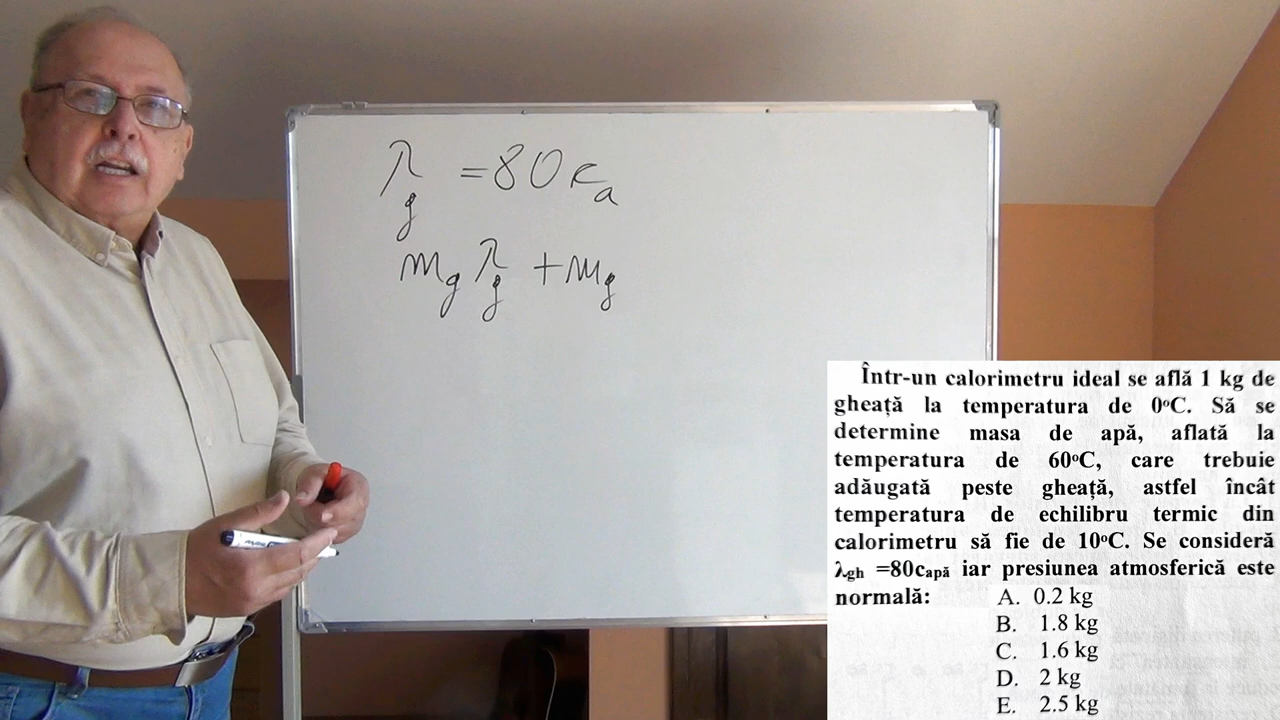 λg = 80 ca
mg λg + mg
Într-un calorimetru ideal se află 1 kg de
gheață la temperatura de 0°C. Să se
determine masa de apă, aflată la
temperatura de 60°C, care trebuie
adăugată peste gheață, astfel încât
temperatura de echilibru termic din
calorimetru să fie de 10°C. Se consideră
λgh =80capă iar presiunea atmosferică este
normală:
A. 0.2 kg
B. 1.8 kg
C. 1.6 kg
D. 2 kg
E. 2.5 kg